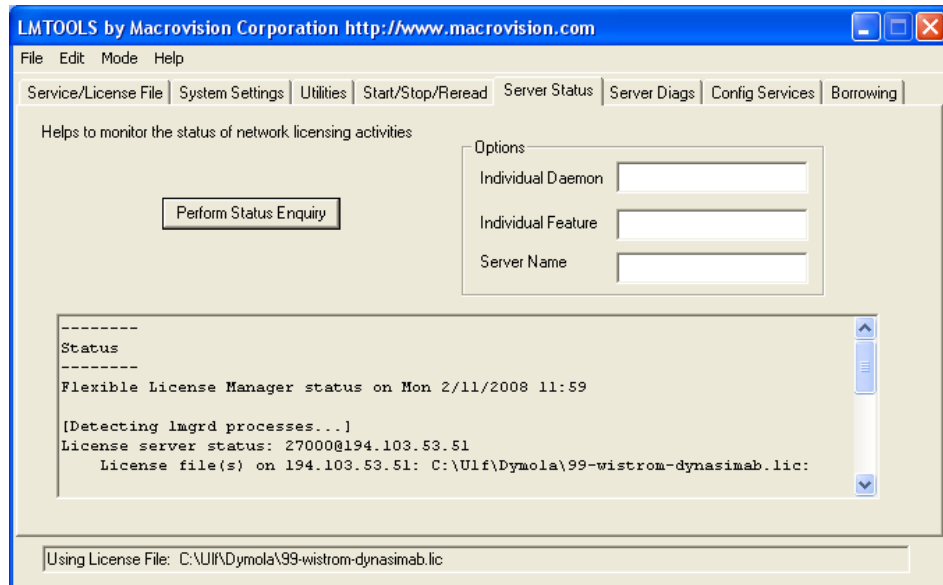 LMTOOLS by Macrovision Corporation http://www.macrovision.com
File Edit Mode Help
Service/License File System Settings Utilities Start/Stop/Reread Server Status Server Diags Config Services Borrowing
Helps to monitor the status of network licensing activities
Options
Individual Daemon
Perform Status Enquiry
Individual Feature
Server Name
--------
Status
--------
Flexible License Manager status on Mon 2/11/2008 11:59
[Detecting lmgrd processes...]
License server status: 27000@194.103.53.51
License file(s) on 194.103.53.51: C:\Ulf\Dymola\99-wistrom-dynasimab.lic:
Using License File: C:\Ulf\Dymola\99-wistrom-dynasimab.lic